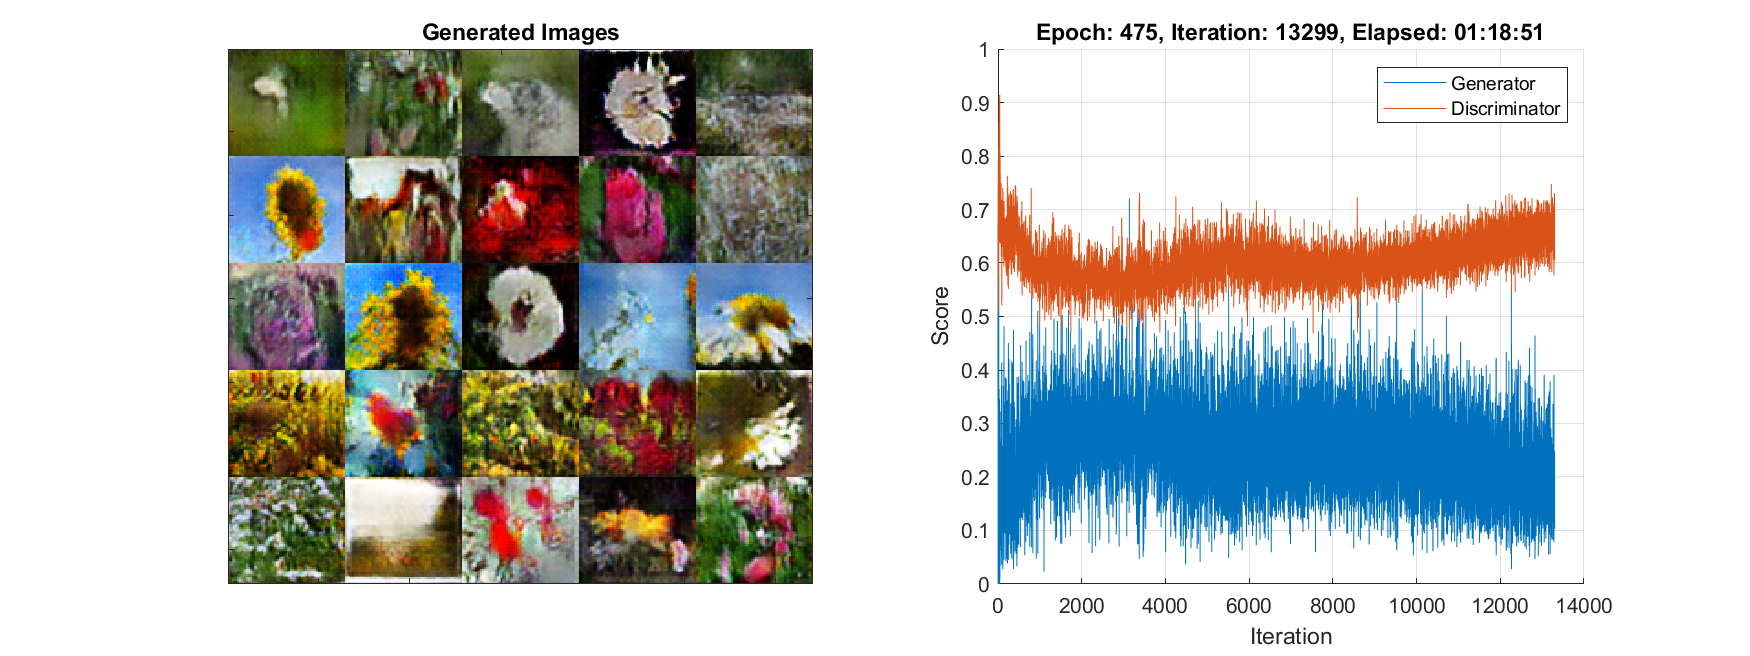 Generated Images
Epoch: 475, Iteration: 13299, Elapsed: 01:18:51
Generator
Discriminator
1
0.9
0.8
0.7
0.6
0.5
0.4
0.3
0.2
0.1
0
Score
0 2000 4000 6000 8000 10000 12000 14000
Iteration